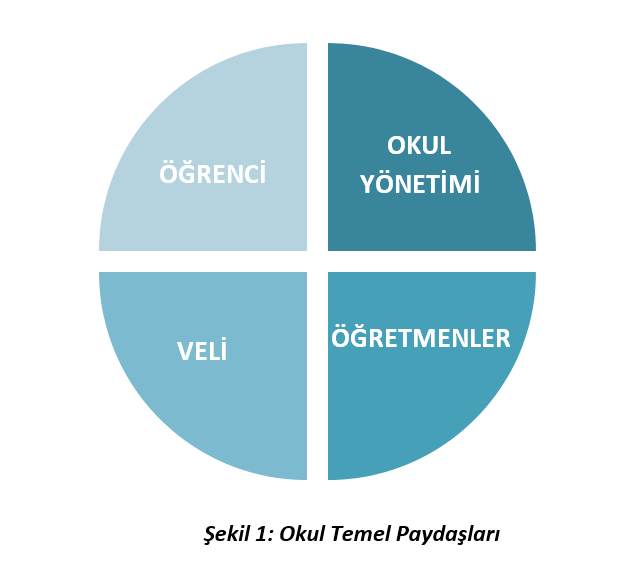 ÖĞRENCİ
OKUL
YÖNETİMİ
VELİ
ÖĞRETMENLER
Şekil 1: Okul Temel Paydaşları